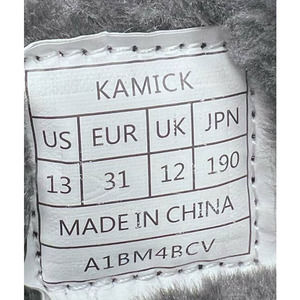 KAMICK
US EUR UK JPN
13 31 12 190
MADE IN CHINA
A1BM4BCV